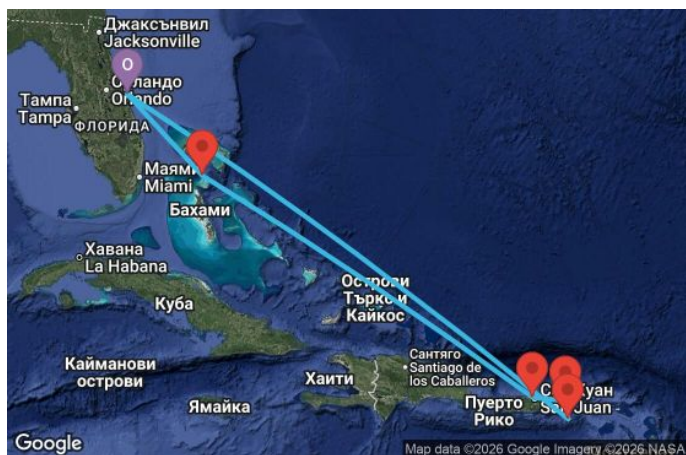 Джаксънвил
Jacksonville
O
Орландо
Orlando
Тампа
Tampa
ФЛОРИДА
Маями
Miami
Бахами
Хавана
La Habana
Куба
Острови
Търкс и
Кайкос
Кайманови
острови
Ямайка
Хаити
Сантяго
Santiago de
los Caballeros
Пуерто
Рико
San Juan
Google
Map data ©2026 Google Imagery ©2026 NASA